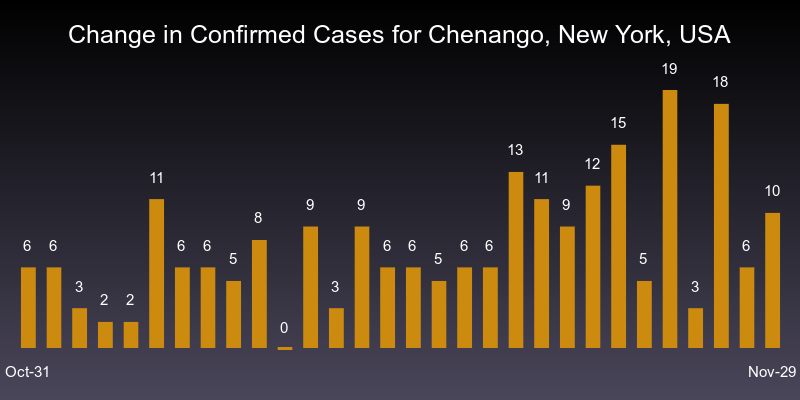 Change in Confirmed Cases for Chenango, New York, USA
6 6 3 2 2 11 6 6 5 8 0 9 3 9 6 6 5 6 6 13 11 9 12 15 5 19 3 18 6 10
Oct-31 Nov-29